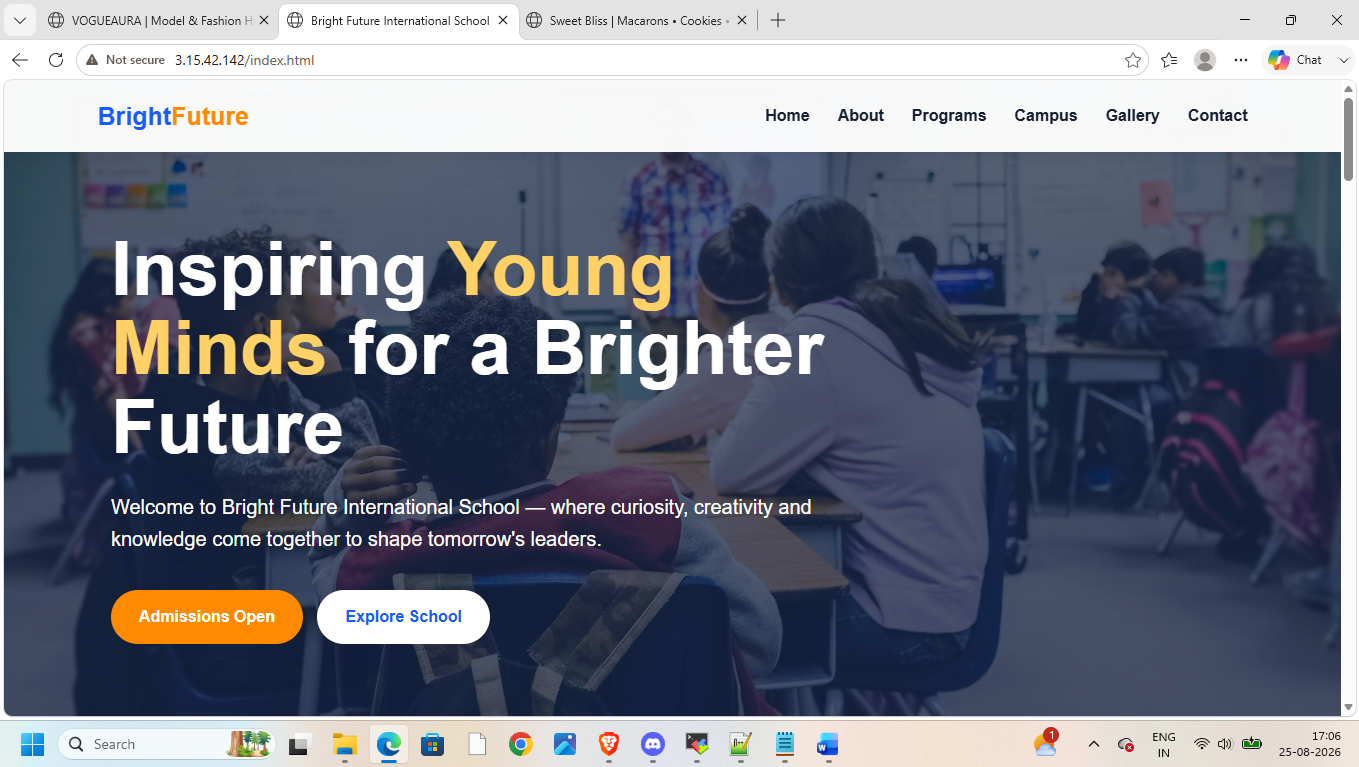 VOGUEAURA | Model & Fashion H
Bright Future International School
Sweet Bliss | Macarons • Cookies •
Not secure 3.15.42.142/index.html
Chat
BrightFuture
Home About Programs Campus Gallery Contact
Inspiring Young
Minds for a Brighter
Future
Welcome to Bright Future International School — where curiosity, creativity and
knowledge come together to shape tomorrow's leaders.
Admissions Open Explore School
Search
1
ENG
IN
17:06
25-08-2026